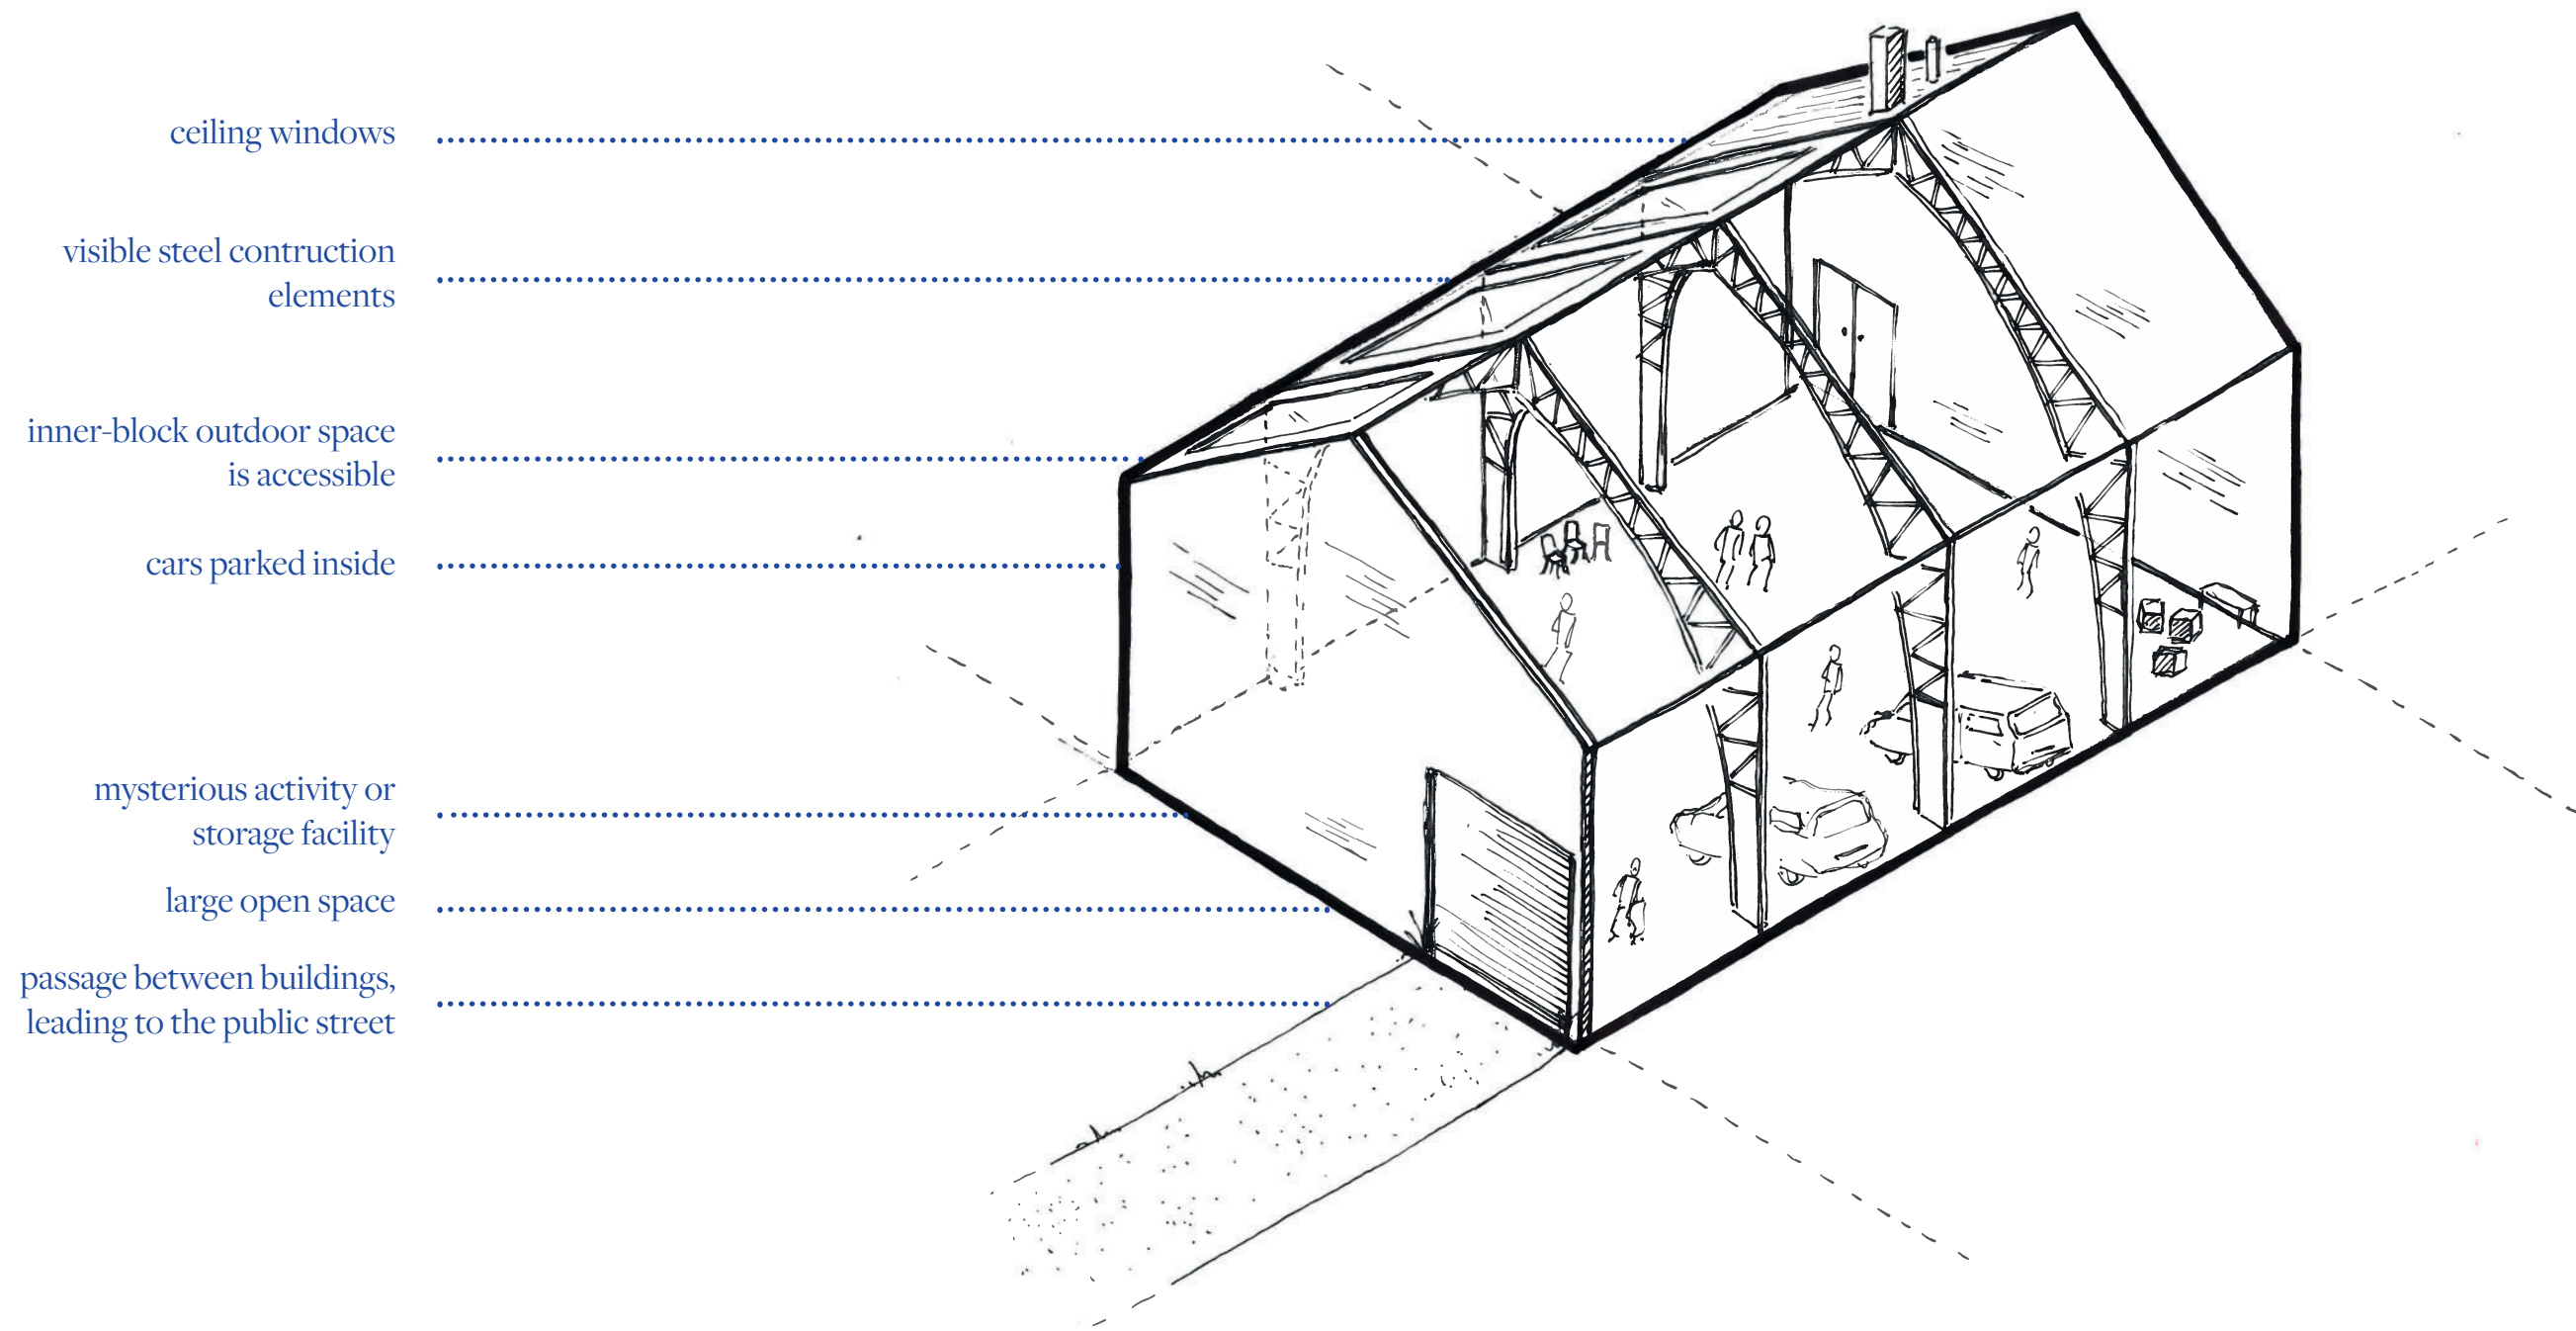 ceiling windows
visible steel contruction
elements
inner-block outdoor space
is accessible
cars parked inside
mysterious activity or
storage facility
large open space
passage between buildings,
leading to the public street